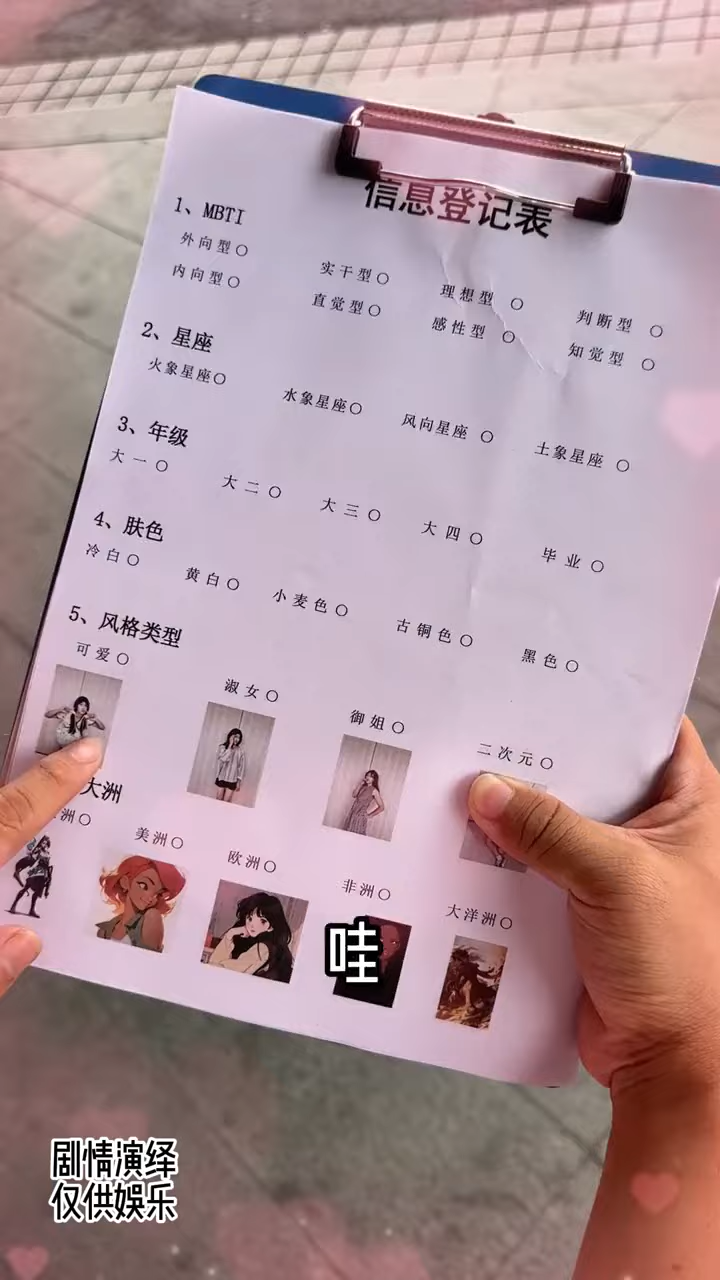 信息登记表
1、MBTI
外向型○ 实干型○ 理想型○ 判断型○
内向型○ 直觉型○ 感性型○ 知觉型○
2、星座
火象星座○ 水象星座○ 风向星座○ 土象星座○
3、年级
大一○ 大二○ 大三○ 大四○ 毕业○
4、肤色
冷白○ 黄白○ 小麦色○ 古铜色○ 黑色○
5、风格类型
可爱○ 淑女○ 御姐○ 二次元○
大洲
洲○ 美洲○ 欧洲○ 非洲○ 大洋洲○
哇
剧情演绎
仅供娱乐